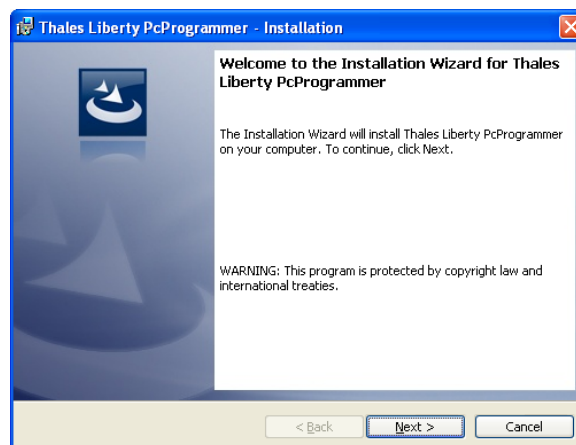 Thales Liberty PcProgrammer - Installation
Welcome to the Installation Wizard for Thales
Liberty PcProgrammer
The Installation Wizard will install Thales Liberty PcProgrammer
on your computer. To continue, click Next.
WARNING: This program is protected by copyright law and
international treaties.
< Back Next > Cancel